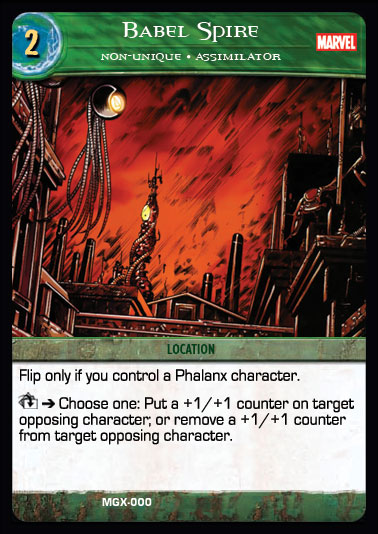 2
Babel Spire
MARVEL
NON-UNIQUE • ASSIMILATOR
LOCATION
Flip only if you control a Phalanx character.
➔ Choose one: Put a +1/+1 counter on target
opposing character; or remove a +1/+1 counter
from target opposing character.
MGX-000